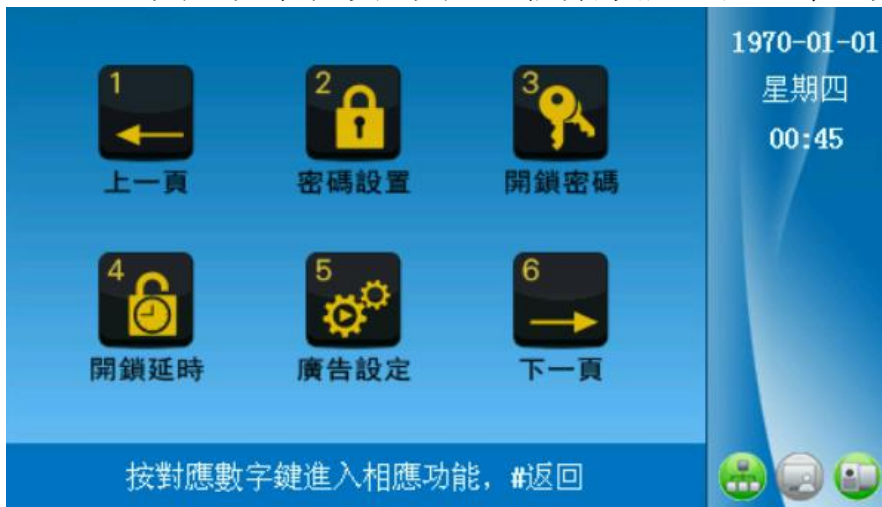 1970-01-01
星期四
00:45
1
上一頁
2
密碼設置
3
開鎖密碼
4
開鎖延時
5
廣告設定
6
下一頁
按對應數字鍵進入相應功能，#返回